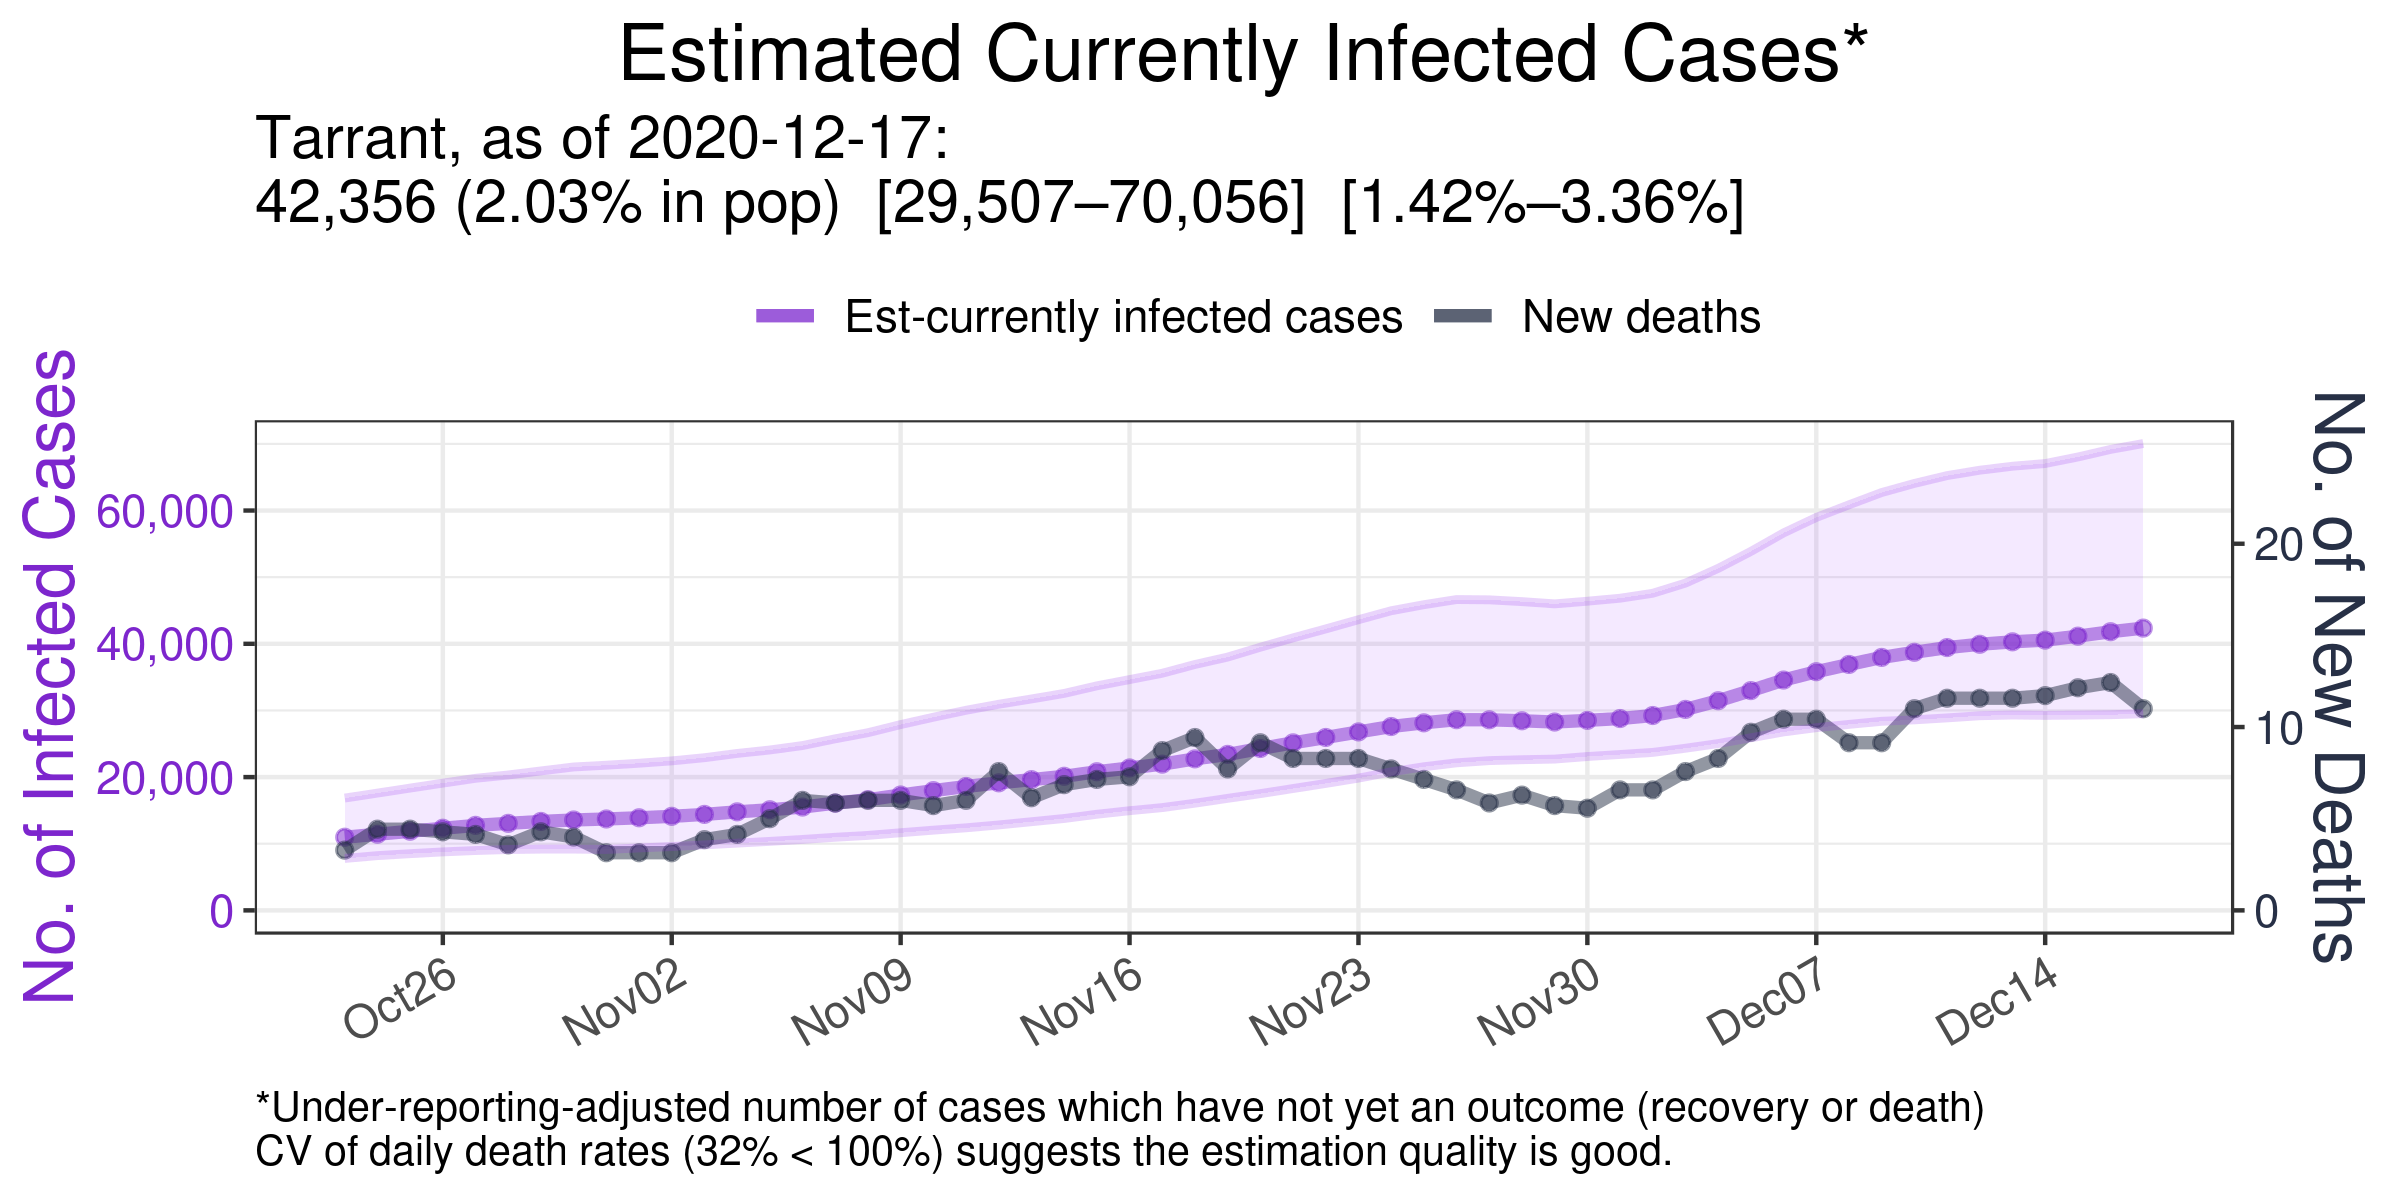 Estimated Currently Infected Cases*
Tarrant, as of 2020-12-17:
42,356 (2.03% in pop)  [29,507–70,056]  [1.42%–3.36%]
Est-currently infected cases
New deaths
No. of Infected Cases
60,000
40,000
20,000
0
20
10
0
No. of New Deaths
Oct26
Nov02
Nov09
Nov16
Nov23
Nov30
Dec07
Dec14
*Under-reporting-adjusted number of cases which have not yet an outcome (recovery or death)
CV of daily death rates (32% < 100%) suggests the estimation quality is good.